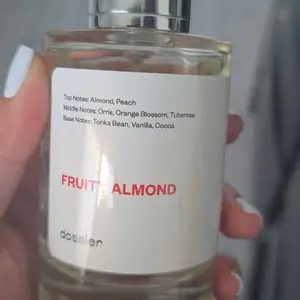 Top Notes: Almond, Peach
Middle Notes: Orris, Orange Blossom, Tuberose
Base Notes: Tonka Bean, Vanilla, Cocoa
FRUITY ALMOND
dossier